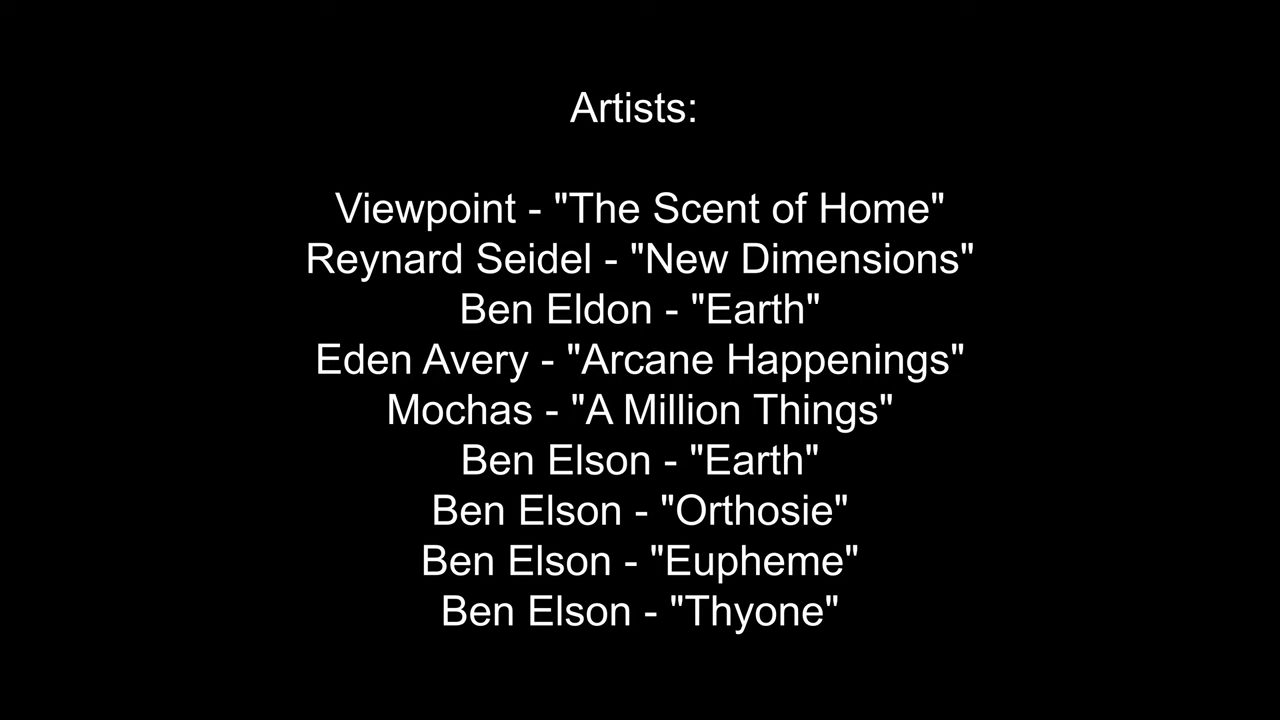 Artists:
Viewpoint - "The Scent of Home"
Reynard Seidel - "New Dimensions"
Ben Eldon - "Earth"
Eden Avery - "Arcane Happenings"
Mochas - "A Million Things"
Ben Elson - "Earth"
Ben Elson - "Orthosie"
Ben Elson - "Eupheme"
Ben Elson - "Thyone"